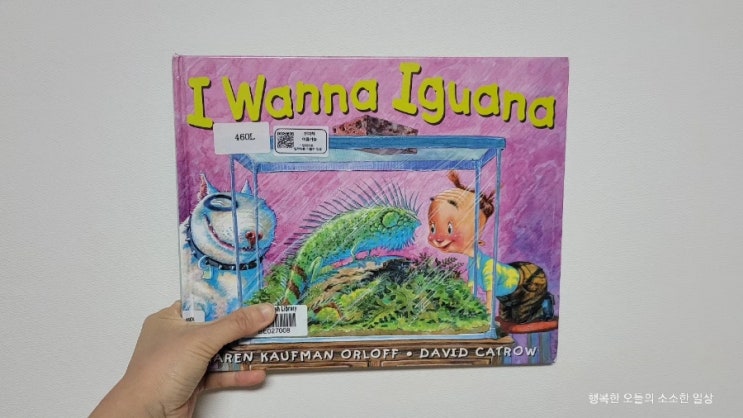 I Wanna Iguana
460L
Library
AREN KAUFMAN ORLOFF • DAVID CATROW
행복한 오늘의 소소한 일상